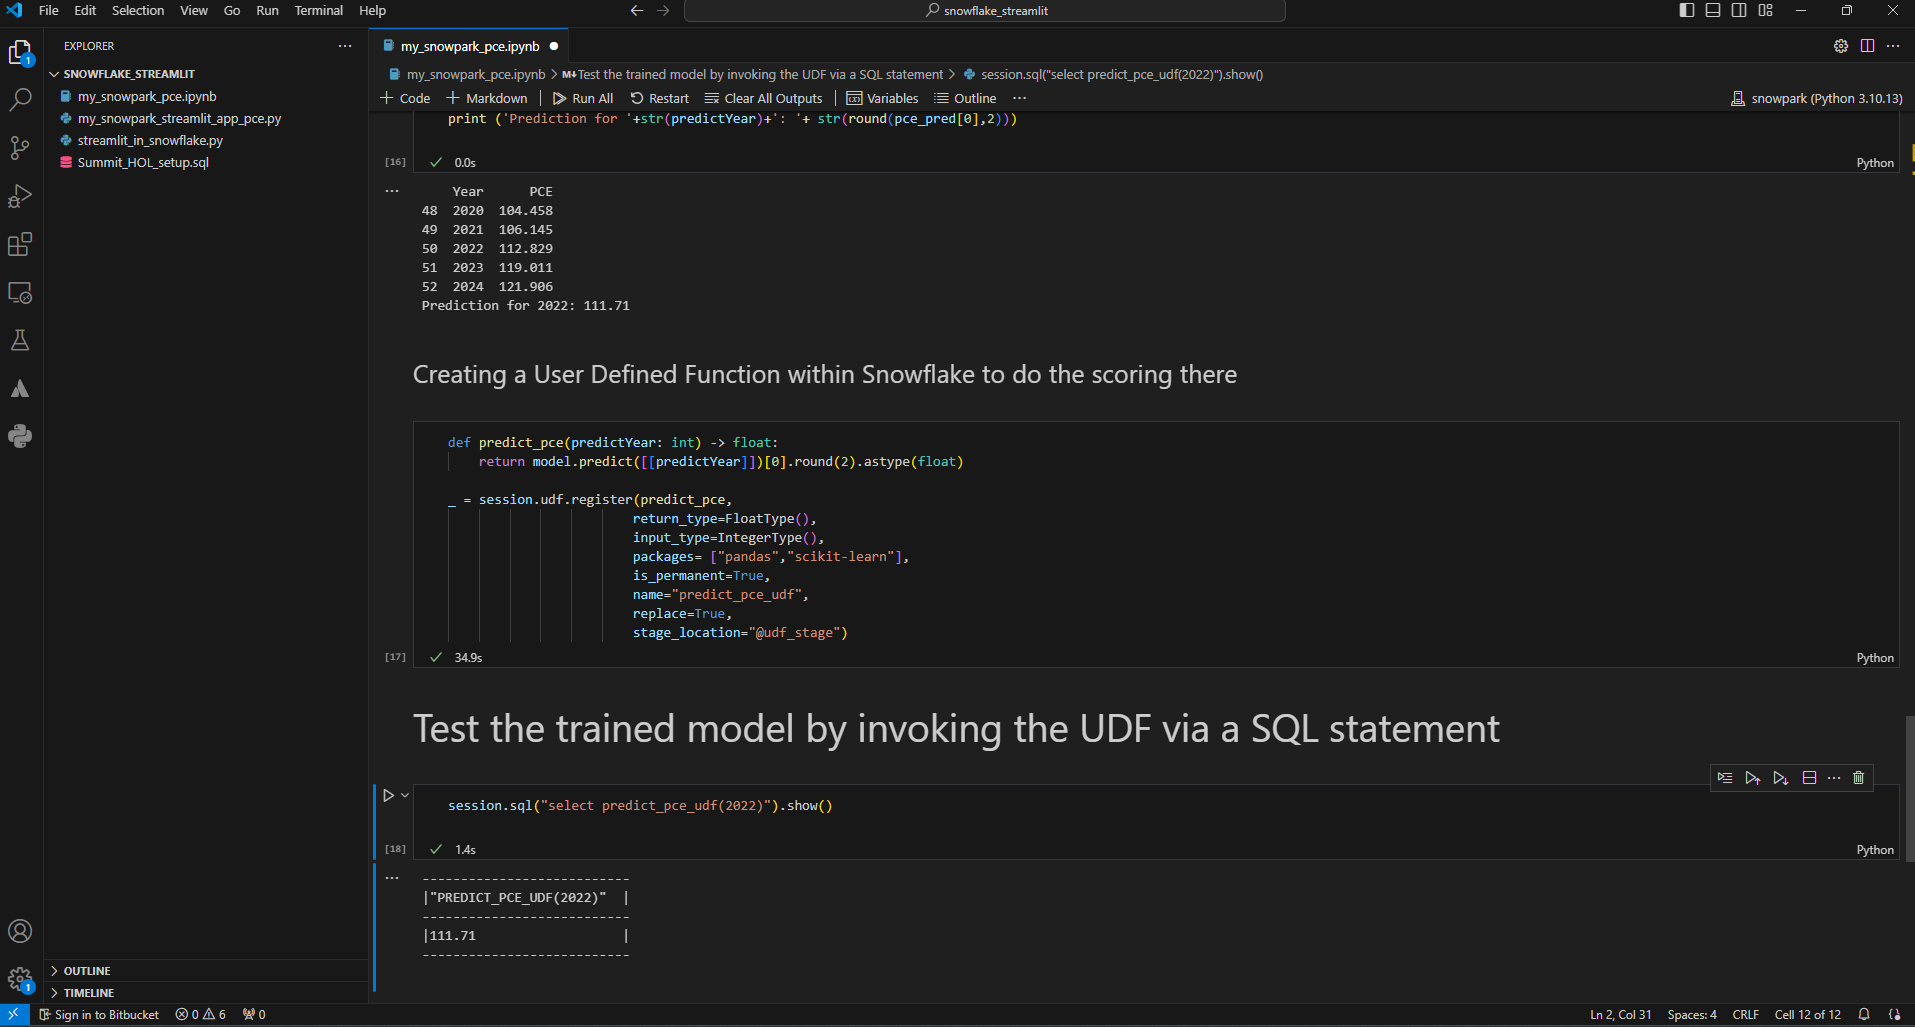 File Edit Selection View Go Run Terminal Help
snowflake_streamlit
EXPLORER
SNOWFLAKE_STREAMLIT
my_snowpark_pce.ipynb
my_snowpark_streamlit_app_pce.py
streamlit_in_snowflake.py
Summit_HOL_setup.sql
OUTLINE
TIMELINE
1
1
my_snowpark_pce.ipynb
my_snowpark_pce.ipynb > M↓Test the trained model by invoking the UDF via a SQL statement > session.sql("select predict_pce_udf(2022)").show()
+ Code + Markdown Run All Restart Clear All Outputs Variables Outline ...
snowpark (Python 3.10.13)
print ('Prediction for '+str(predictYear)+': '+ str(round(pce_pred[0],2)))
[16] 0.0s Python
Year PCE
48 2020 104.458
49 2021 106.145
50 2022 112.829
51 2023 119.011
52 2024 121.906
Prediction for 2022: 111.71
Creating a User Defined Function within Snowflake to do the scoring there
def predict_pce(predictYear: int) -> float:
return model.predict([[predictYear]])[0].round(2).astype(float)
_ = session.udf.register(predict_pce,
return_type=FloatType(),
input_type=IntegerType(),
packages= ["pandas","scikit-learn"],
is_permanent=True,
name="predict_pce_udf",
replace=True,
stage_location="@udf_stage")
[17] 34.9s Python
Test the trained model by invoking the UDF via a SQL statement
session.sql("select predict_pce_udf(2022)").show()
[18] 1.4s Python
---------------------------
|"PREDICT_PCE_UDF(2022)"  |
---------------------------
|111.71                   |
---------------------------
Sign in to Bitbucket 0 6 0
Ln 2, Col 31 Spaces: 4 CRLF Cell 12 of 12